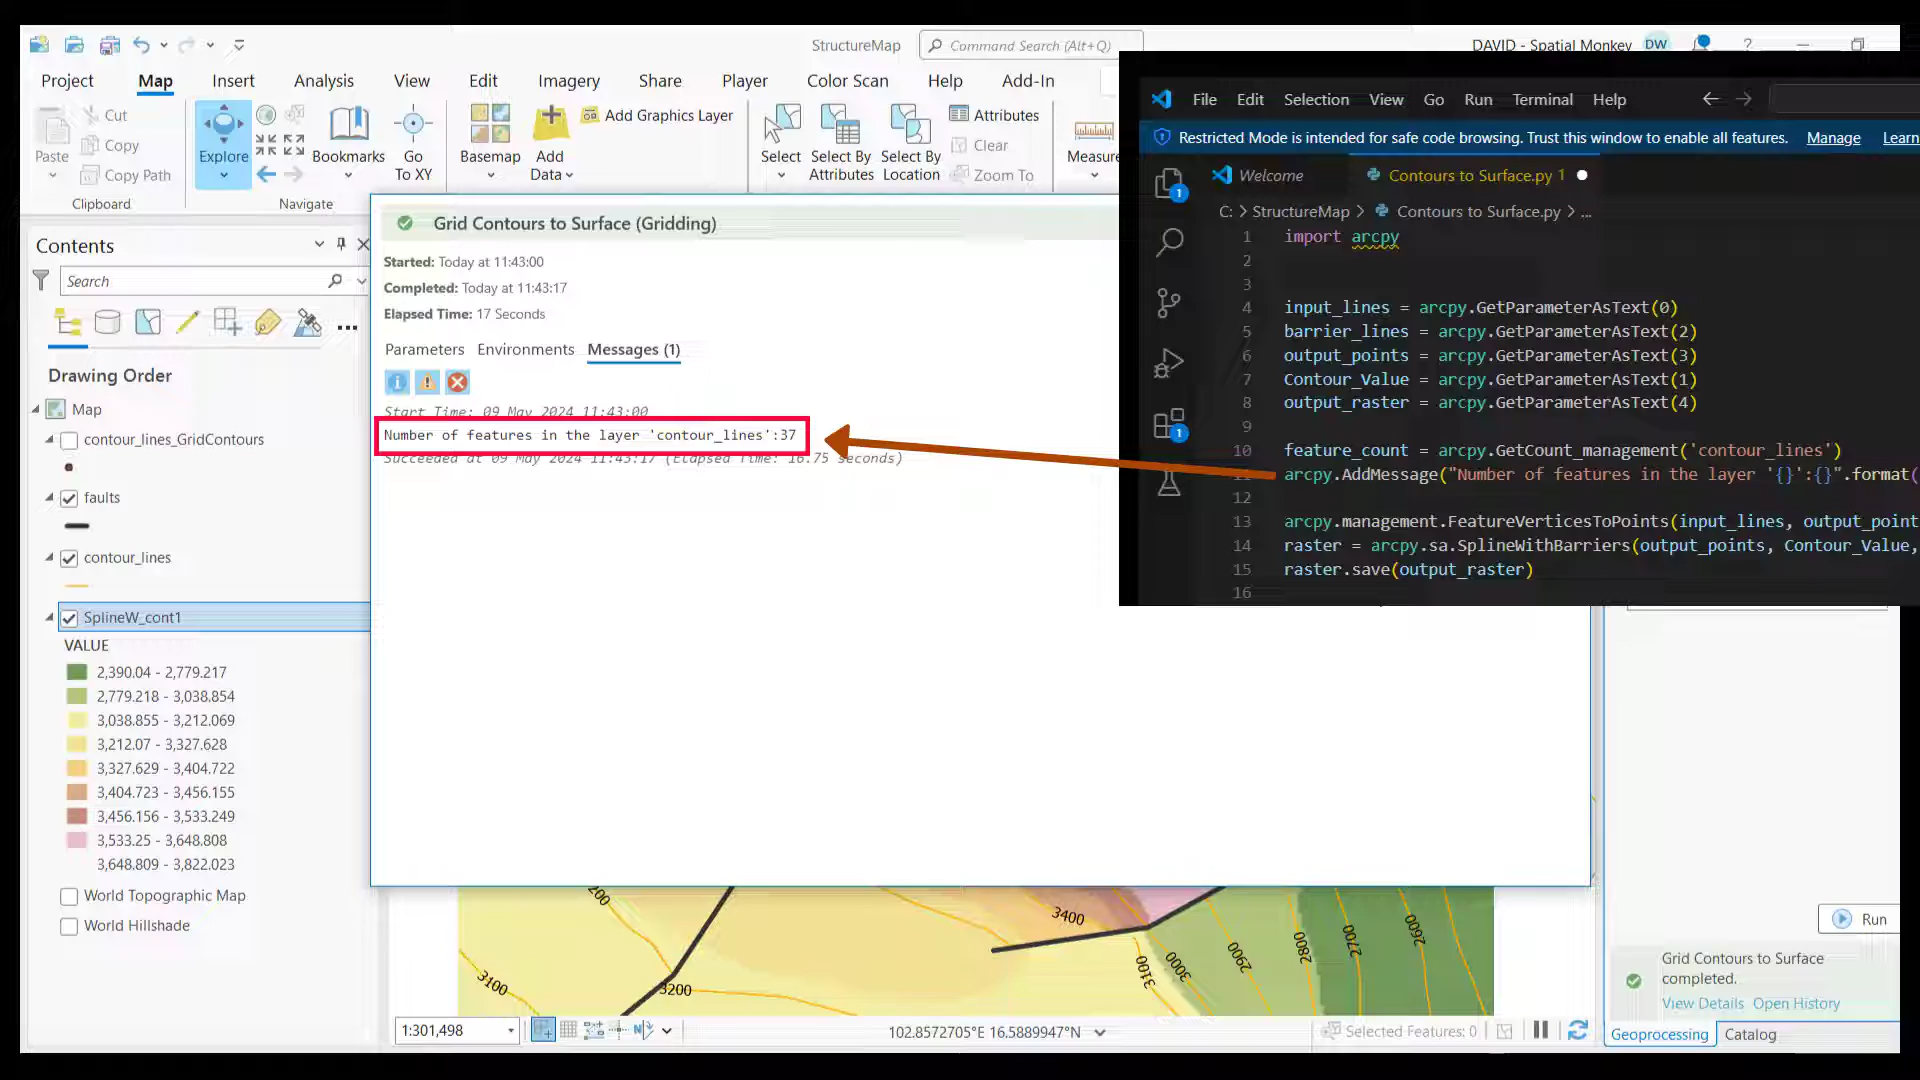 StructureMap
Command Search (Alt+Q)
DAVID - Spatial Monkey
DW
?
Project
Map
Insert
Analysis
View
Edit
Imagery
Share
Player
Color Scan
Help
Add-In
Paste
Cut
Copy
Copy Path
Clipboard
Explore
Bookmarks
Go
To XY
Navigate
Basemap
Add
Data
Add Graphics Layer
Select
Select By
Attributes
Select By
Location
Attributes
Clear
Zoom To
Measure
File Edit Selection View Go Run Terminal Help
Restricted Mode is intended for safe code browsing. Trust this window to enable all features. Manage Learn
Welcome
Contours to Surface.py 1
C: > StructureMap > Contours to Surface.py > ...
1 import arcpy
2
3
4 input_lines = arcpy.GetParameterAsText(0)
5 barrier_lines = arcpy.GetParameterAsText(2)
6 output_points = arcpy.GetParameterAsText(3)
7 Contour_Value = arcpy.GetParameterAsText(1)
8 output_raster = arcpy.GetParameterAsText(4)
9
10 feature_count = arcpy.GetCount_management('contour_lines')
11 arcpy.AddMessage("Number of features in the layer '{}':{}".format(
12
13 arcpy.management.FeatureVerticesToPoints(input_lines, output_point
14 raster = arcpy.sa.SplineWithBarriers(output_points, Contour_Value,
15 raster.save(output_raster)
16
1
1
Contents
Search
Drawing Order
Map
contour_lines_GridContours
faults
contour_lines
SplineW_cont1
VALUE
2,390.04 - 2,779.217
2,779.218 - 3,038.854
3,038.855 - 3,212.069
3,212.07 - 3,327.628
3,327.629 - 3,404.722
3,404.723 - 3,456.155
3,456.156 - 3,533.249
3,533.25 - 3,648.808
3,648.809 - 3,822.023
World Topographic Map
World Hillshade
Grid Contours to Surface (Gridding)
Started: Today at 11:43:00
Completed: Today at 11:43:17
Elapsed Time: 17 Seconds
Parameters Environments Messages (1)
Start Time: 09 May 2024 11:43:00
Number of features in the layer 'contour_lines':37
Succeeded at 09 May 2024 11:43:17 (Elapsed Time: 16.75 seconds)
3400
3100
3200
3100
3000
2900
2800
2700
2600
1:301,498
102.8572705°E 16.5889947°N
Selected Features: 0
Run
Grid Contours to Surface
completed.
View Details Open History
Geoprocessing
Catalog